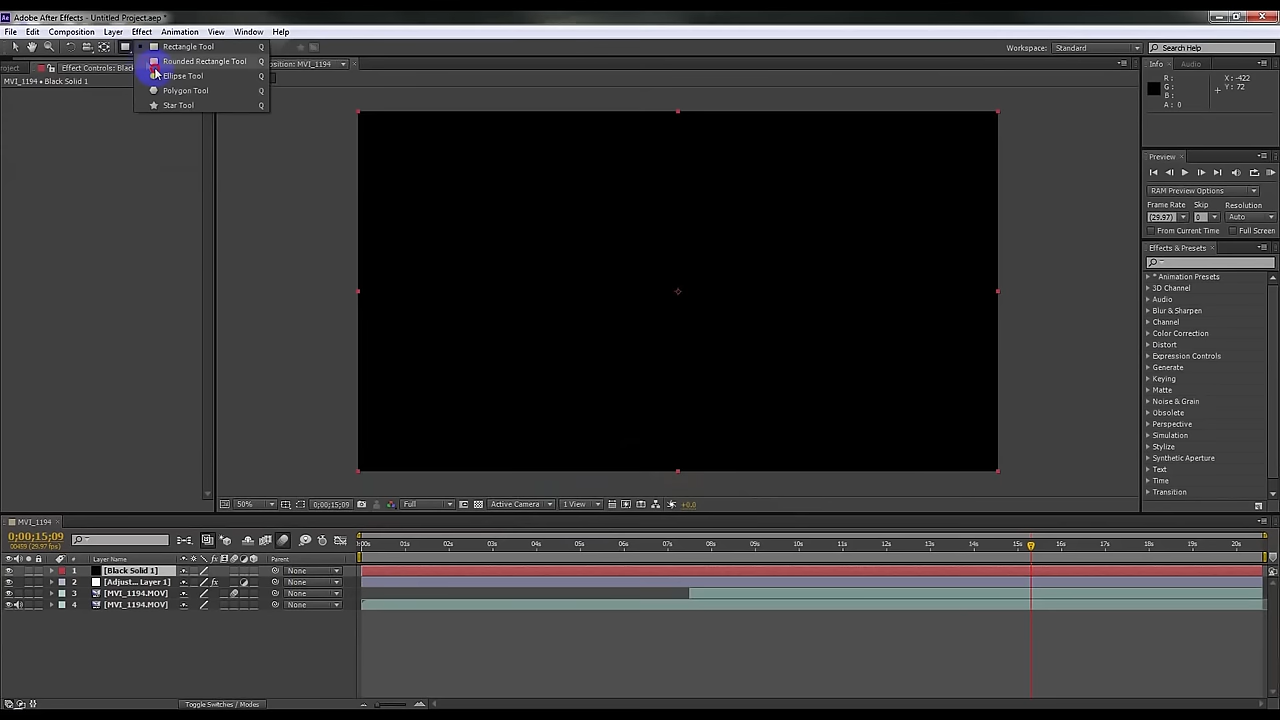 Adobe After Effects - Untitled Project.aep *
File Edit Composition Layer Effect Animation View Window Help
Rectangle Tool Q
Rounded Rectangle Tool Q
Ellipse Tool Q
Polygon Tool Q
Star Tool Q
Workspace: Standard
Search Help
roject Effect Controls: Blac
MVI_1194 • Black Solid 1
position: MVI_1194
Info Audio
R:
G:
B:
A: 0
X: -422
Y: 72
Preview
RAM Preview Options
Frame Rate Skip Resolution
(29.97) 0 Auto
From Current Time Full Screen
Effects & Presets
* Animation Presets
3D Channel
Audio
Blur & Sharpen
Channel
Color Correction
Distort
Expression Controls
Generate
Keying
Matte
Noise & Grain
Obsolete
Perspective
Simulation
Stylize
Synthetic Aperture
Text
Time
Transition
50% 0;00;15;09 Full Active Camera 1 View +0.0
MVI_1194
0;00;15;09
00459 (29.97 fps)
# Layer Name fx Parent
:00s 01s 02s 03s 04s 05s 06s 07s 08s 09s 10s 11s 12s 13s 14s 15s 16s 17s 18s 19s 20s
1 [Black Solid 1] None
2 [Adjust... Layer 1] fx None
3 [MVI_1194.MOV] None
4 [MVI_1194.MOV] None
Toggle Switches / Modes